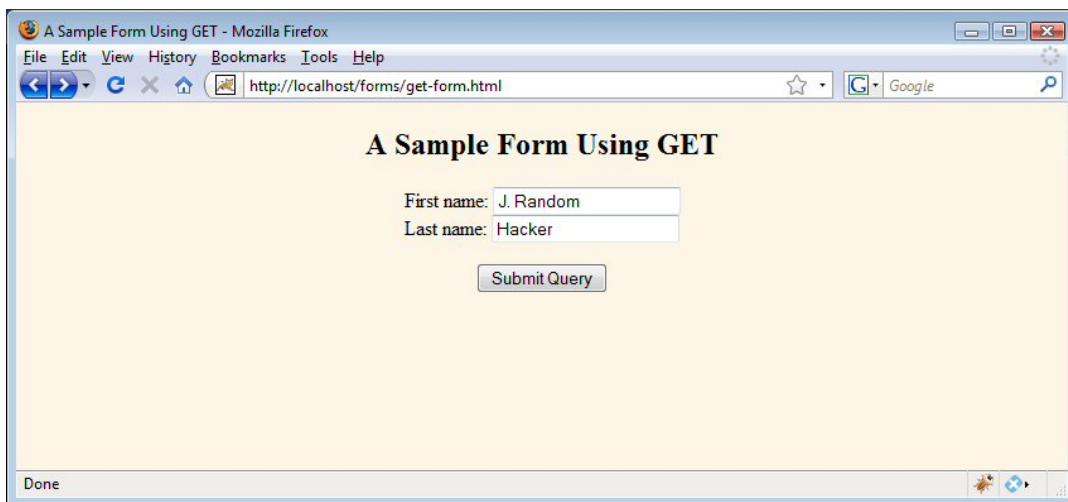 A Sample Form Using GET - Mozilla Firefox
File Edit View History Bookmarks Tools Help
http://localhost/forms/get-form.html G Google
A Sample Form Using GET
First name: J. Random
Last name: Hacker
Submit Query
Done